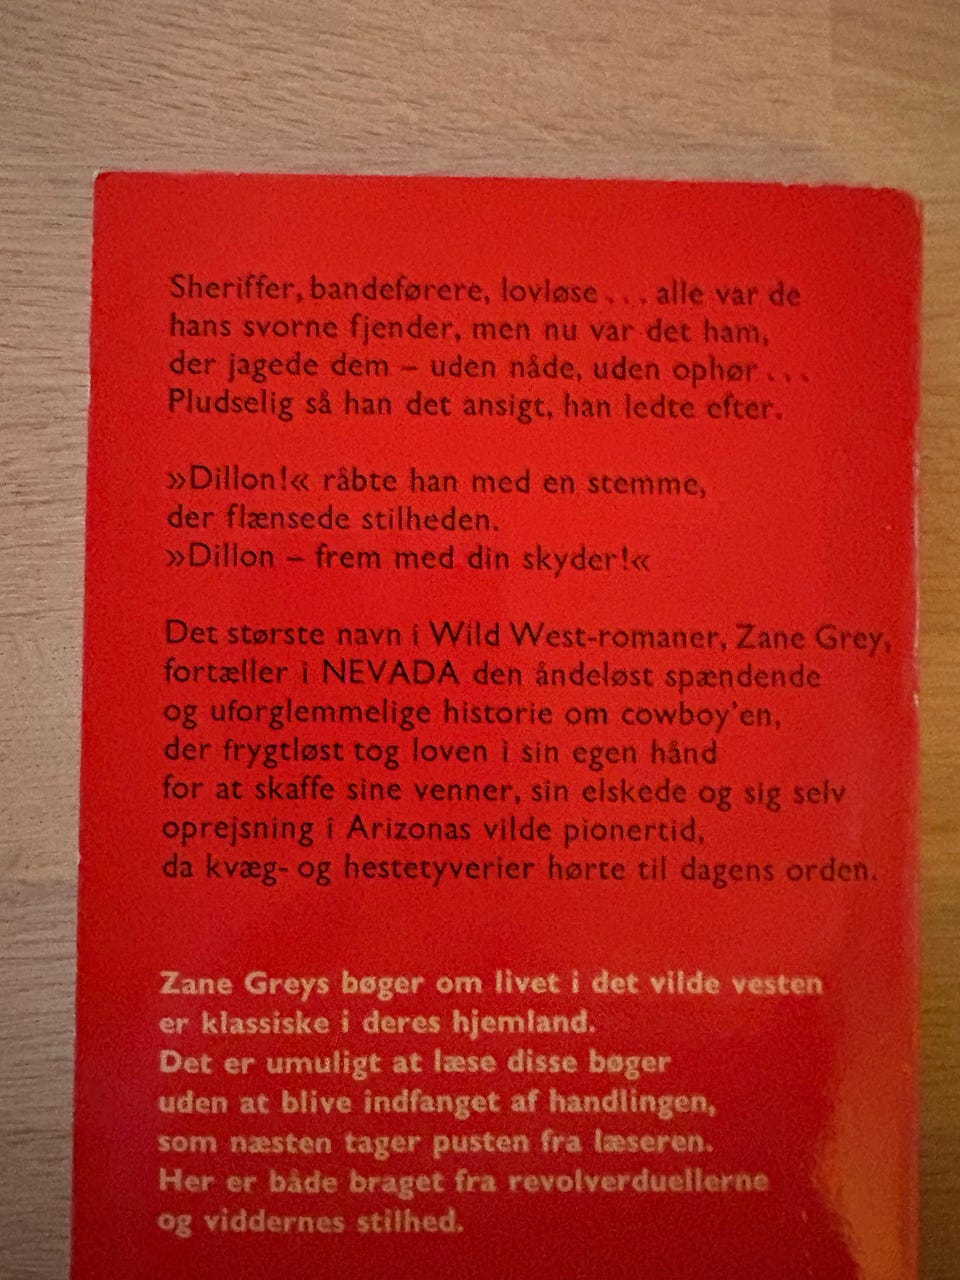 Sheriffer, bandeførere, lovløse . . . alle var de
hans svorne fjender, men nu var det ham,
der jagede dem – uden nåde, uden ophør . . .
Pludselig så han det ansigt, han ledte efter.
»Dillon!« råbte han med en stemme,
der flænsede stilheden.
»Dillon – frem med din skyder!«
Det største navn i Wild West-romaner, Zane Grey,
fortæller i NEVADA den åndeløst spændende
og uforglemmelige historie om cowboy'en,
der frygtløst tog loven i sin egen hånd
for at skaffe sine venner, sin elskede og sig selv
oprejsning i Arizonas vilde pionertid,
da kvæg- og hestetyverier hørte til dagens orden.
Zane Greys bøger om livet i det vilde vesten
er klassiske i deres hjemland.
Det er umuligt at læse disse bøger
uden at blive indfanget af handlingen,
som næsten tager pusten fra læseren.
Her er både braget fra revolverduellerne
og viddernes stilhed.